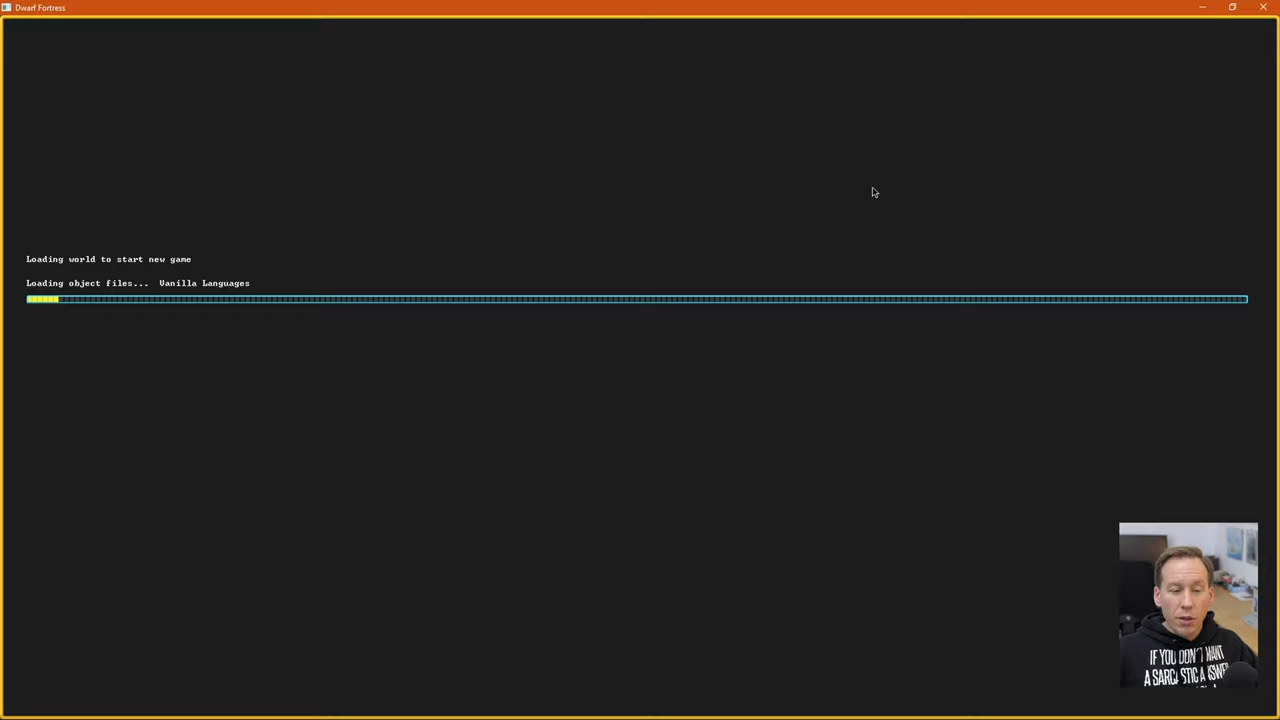 Dwarf Fortress
Loading world to start new game
Loading object files... Vanilla Languages
IF YOU DON'T WANT
A SARCASTIC ANSWER